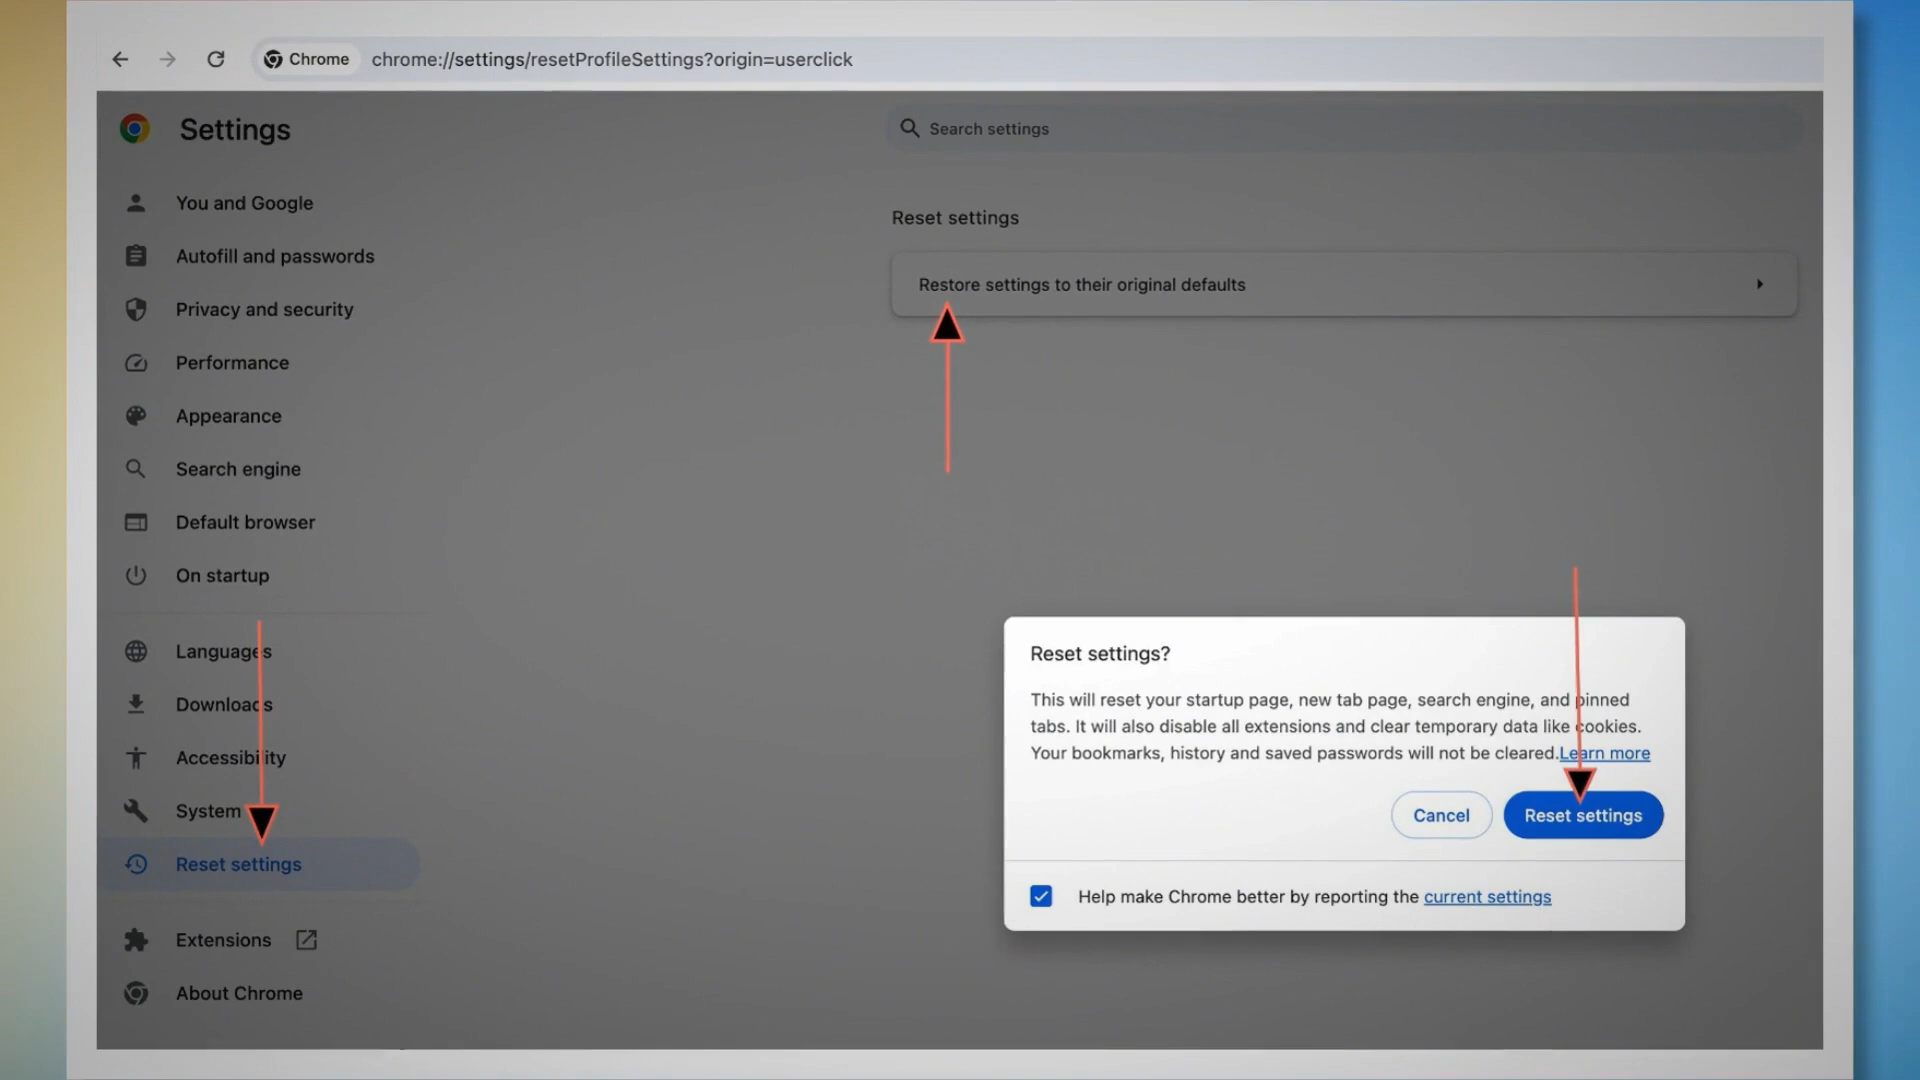 Chrome chrome://settings/resetProfileSettings?origin=userclick
Settings
Search settings
You and Google
Autofill and passwords
Privacy and security
Performance
Appearance
Search engine
Default browser
On startup
Languages
Downloads
Accessibility
System
Reset settings
Extensions
About Chrome
Reset settings
Restore settings to their original defaults
Reset settings?
This will reset your startup page, new tab page, search engine, and pinned
tabs. It will also disable all extensions and clear temporary data like cookies.
Your bookmarks, history and saved passwords will not be cleared.Learn more
Cancel
Reset settings
Help make Chrome better by reporting the current settings